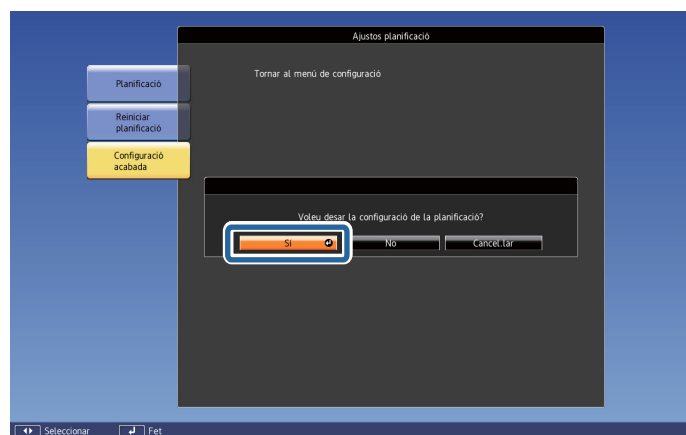 Ajustos planificació
Tornar al menú de configuració
Planificació
Reiniciar
planificació
Configuració
acabada
Voleu desar la configuració de la planificació?
Sí
No
Cancel.lar
Seleccionar
Fet